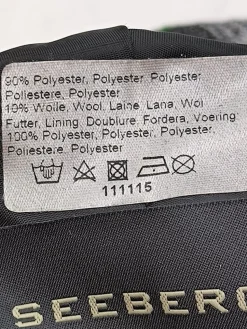 90% Polyester, Polyester, Polyester
Poliestere, Polyester
10% Wolle, Wool, Laine, Lana, Wol
Futter, Lining, Doublure, Fordera, Voering:
100% Polyester, Polyester, Polyester,
Poliestere, Polyester
111115
SEEBERG